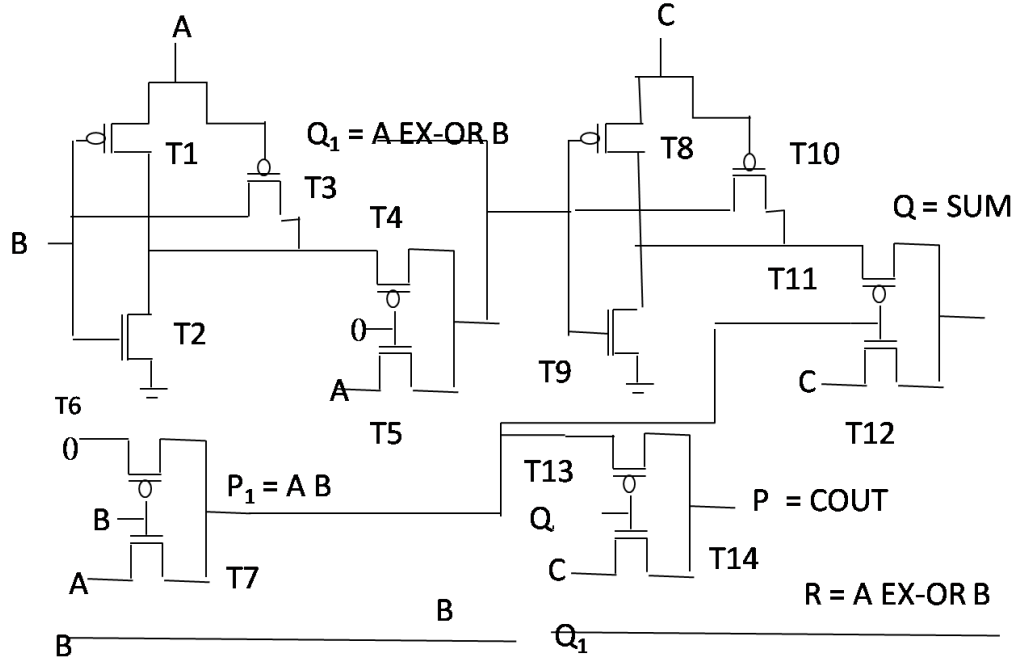 A
C
Q₁ = A EX-OR B
T1
T8
T10
T3
T4
Q = SUM
B
T11
T2
0
T9
A
C
T6
T5
T12
0
T13
P₁ = A B
P = COUT
B
Q
T14
A
T7
C
R = A EX-OR B
B
B
Q₁